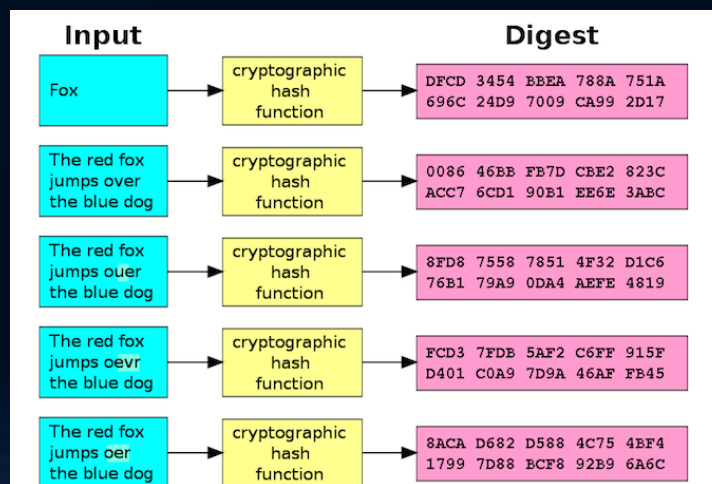 Input
Digest
Fox
cryptographic
hash
function
DFCD 3454 BBEA 788A 751A
696C 24D9 7009 CA99 2D17
The red fox
jumps over
the blue dog
cryptographic
hash
function
0086 46BB FB7D CBE2 823C
ACC7 6CD1 90B1 EE6E 3ABC
The red fox
jumps ouer
the blue dog
cryptographic
hash
function
8FD8 7558 7851 4F32 D1C6
76B1 79A9 0DA4 AEFE 4819
The red fox
jumps oevr
the blue dog
cryptographic
hash
function
FCD3 7FDB 5AF2 C6FF 915F
D401 C0A9 7D9A 46AF FB45
The red fox
jumps oer
the blue dog
cryptographic
hash
function
8ACA D682 D588 4C75 4BF4
1799 7D88 BCF8 92B9 6A6C